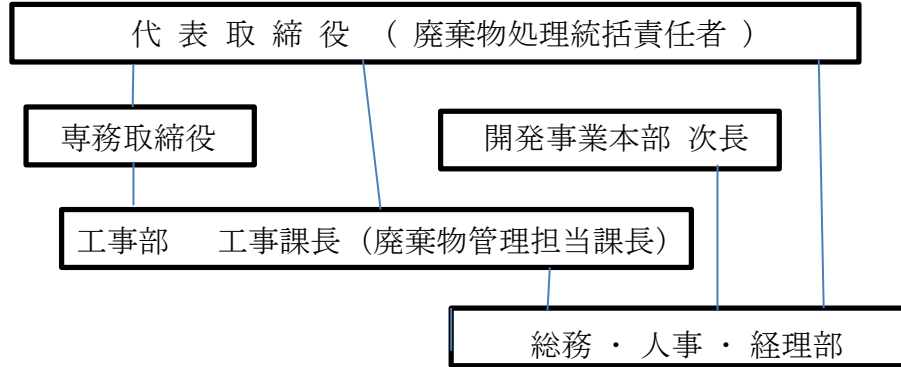 代 表 取 締 役 （ 廃棄物処理統括責任者 ）
専務取締役
開発事業本部 次長
工事部 工事課長（廃棄物管理担当課長）
総務 ・ 人事 ・ 経理部